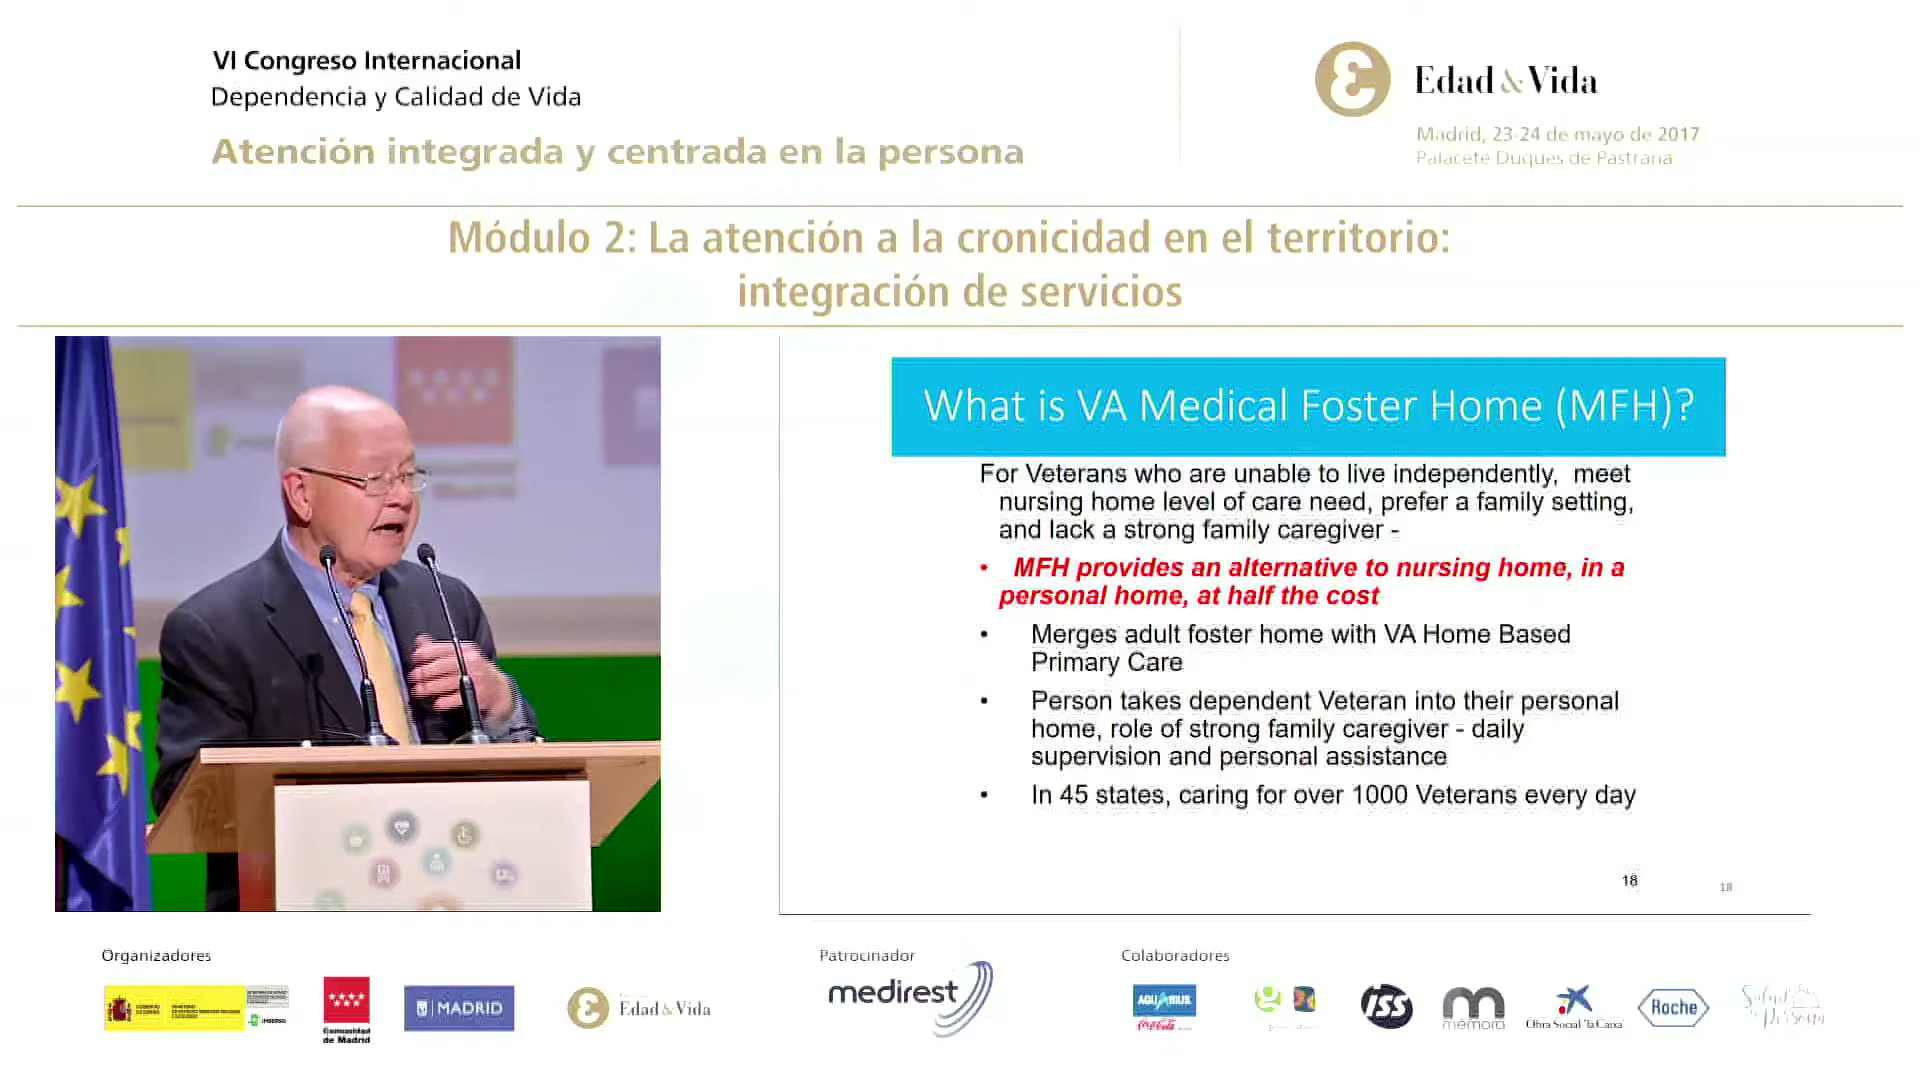 VI Congreso Internacional
Dependencia y Calidad de Vida
Atención integrada y centrada en la persona
Edad & Vida
Madrid, 23-24 de mayo de 2017
Palacete Duques de Pastrana
Módulo 2: La atención a la cronicidad en el territorio:
integración de servicios
What is VA Medical Foster Home (MFH)?
For Veterans who are unable to live independently, meet
nursing home level of care need, prefer a family setting,
and lack a strong family caregiver -
• MFH provides an alternative to nursing home, in a
personal home, at half the cost
• Merges adult foster home with VA Home Based
Primary Care
• Person takes dependent Veteran into their personal
home, role of strong family caregiver - daily
supervision and personal assistance
• In 45 states, caring for over 1000 Veterans every day
18
18
Organizadores
Comunidad
de Madrid
MADRID
Edad & Vida
Patrocinador
medirest
Colaboradores
AQUARIUS
Coca-Cola
ISS
mémora
Obra Social "la Caixa"
Roche